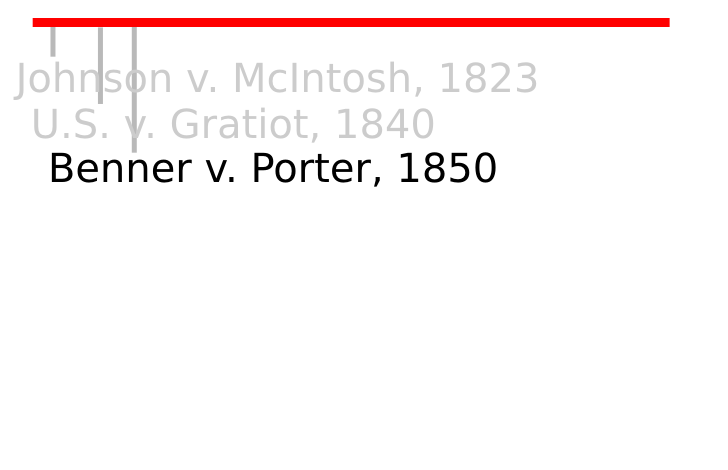 Johnson v. McIntosh, 1823
U.S. v. Gratiot, 1840
Benner v. Porter, 1850